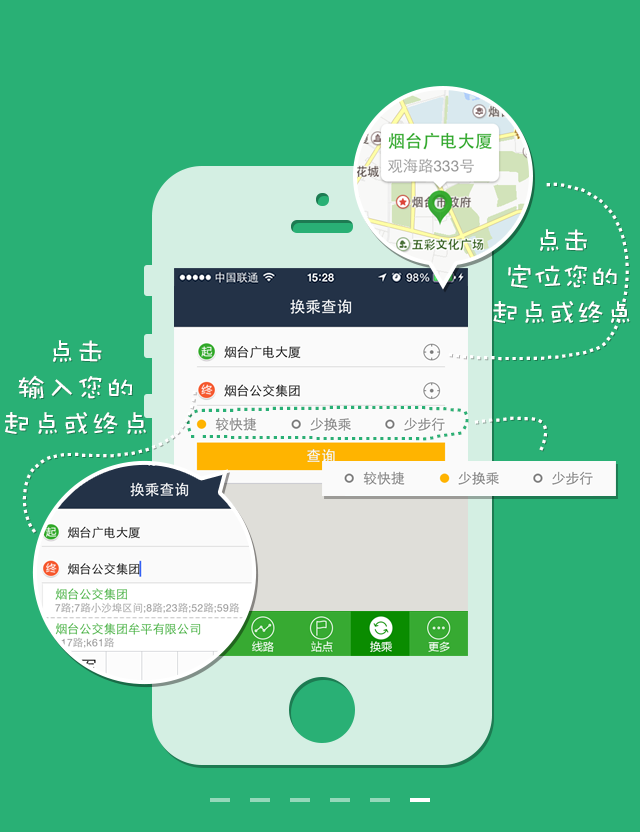 烟台广电大厦
观海路333号
花城
烟台市政府
五彩文化广场
点击
定位您的
起点或终点
中国联通 15:28 98%
换乘查询
起 烟台广电大厦
终 烟台公交集团
较快捷 少换乘 少步行
查询
较快捷 少换乘 少步行
点击
输入您的
起点或终点
换乘查询
起 烟台广电大厦
终 烟台公交集团
烟台公交集团
7路;7路小沙埠区间;8路;23路;52路;59路
烟台公交集团牟平有限公司
17路;k61路
线路 站点 换乘 更多